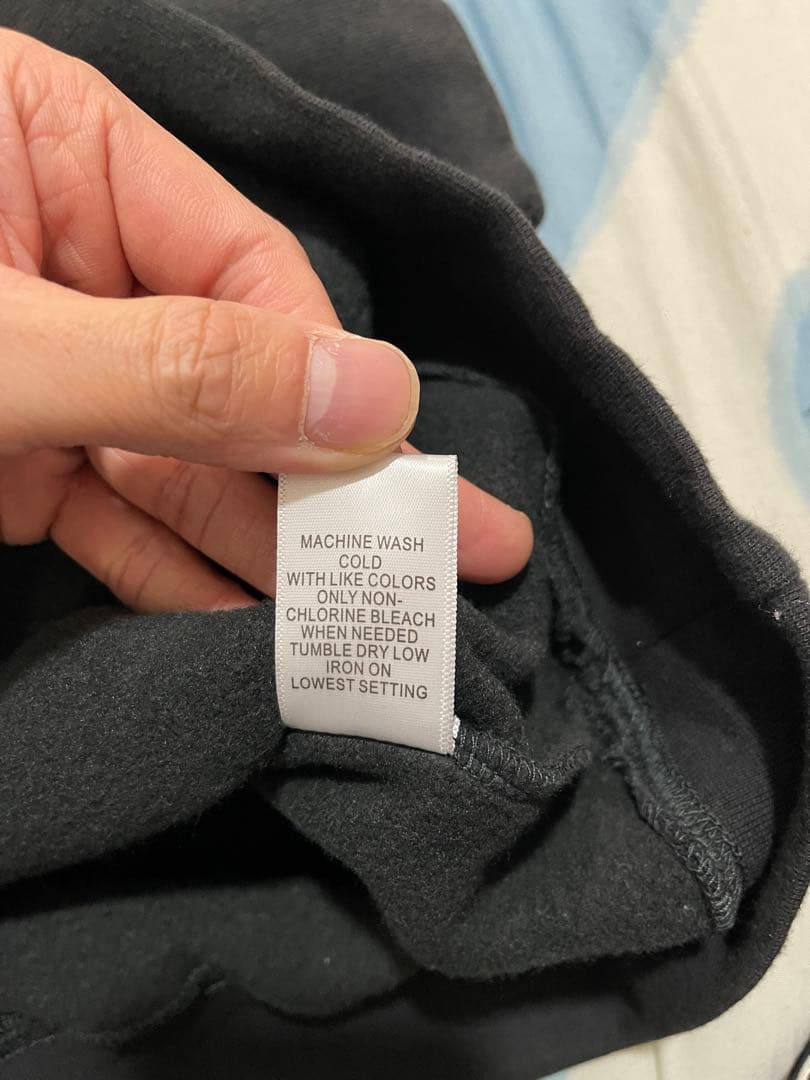 MACHINE WASH
COLD
WITH LIKE COLORS
ONLY NON-
CHLORINE BLEACH
WHEN NEEDED
TUMBLE DRY LOW
IRON ON
LOWEST SETTING